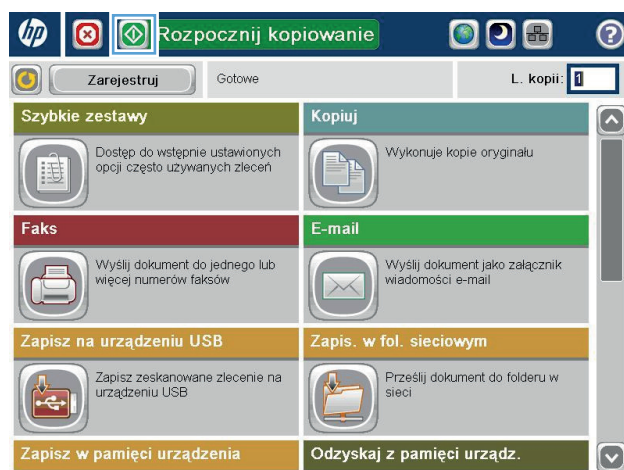 hp
Rozpocznij kopiowanie
?
Zarejestruj
Gotowe
L. kopii: 1
Szybkie zestawy
Dostęp do wstępnie
ustawionych
opcji często używanych zleceń
Kopiuj
Wykonuje kopie oryginału
Faks
Wyślij dokument do jednego lub
więcej numerów faksów
E-mail
Wyślij dokument jako załącznik
wiadomości e-mail
Zapisz na urządzeniu USB
Zapisz zeskanowane zlecenie na
urządzeniu USB
Zapis. w fol. sieciowym
Prześlij dokument do folderu w
sieci
Zapisz w pamięci urządzenia
Odzyskaj z pamięci urządz.